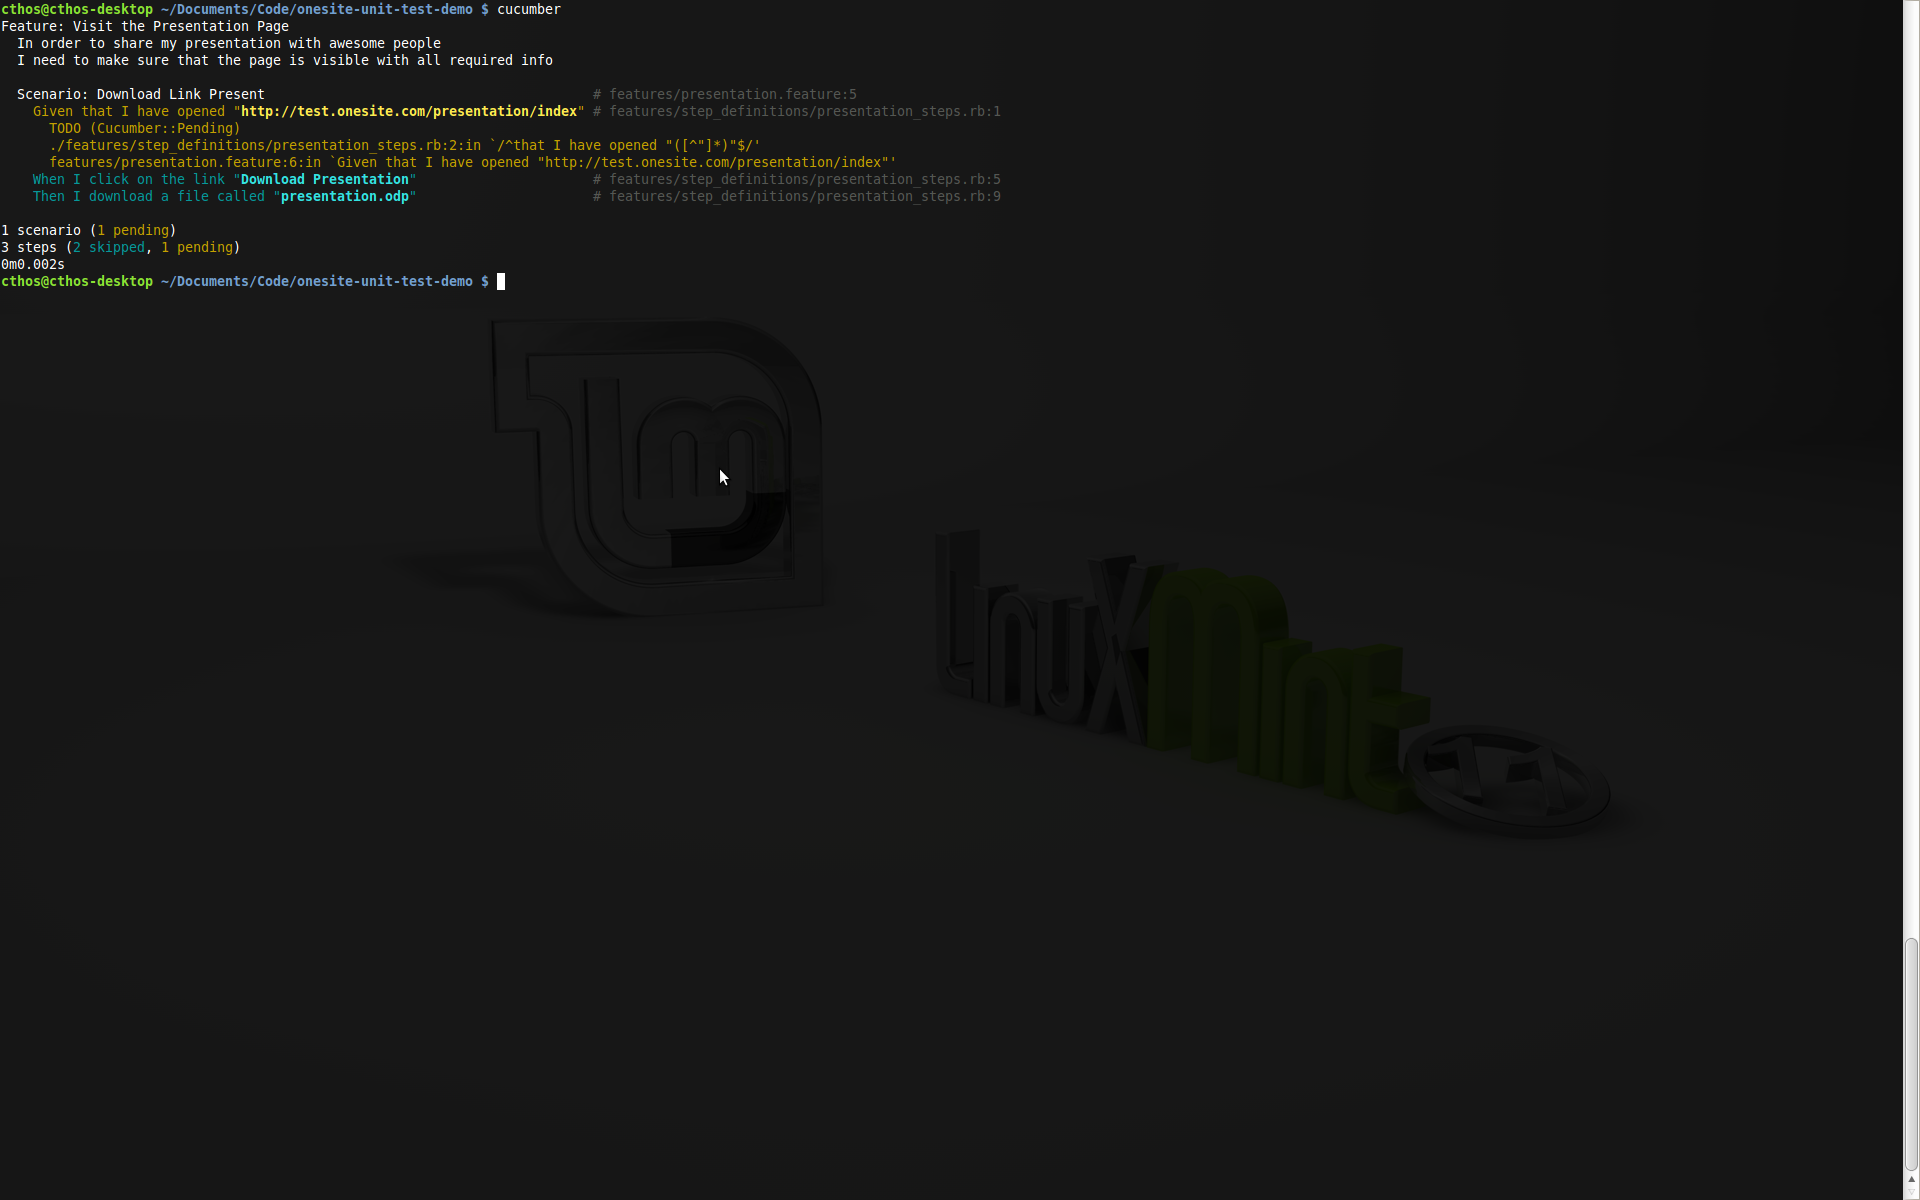 cthos@cthos-desktop ~/Documents/Code/onesite-unit-test-demo $ cucumber
Feature: Visit the Presentation Page
  In order to share my presentation with awesome people
  I need to make sure that the page is visible with all required info
  Scenario: Download Link Present                                         # features/presentation.feature:5
    Given that I have opened "http://test.onesite.com/presentation/index" # features/step_definitions/presentation_steps.rb:1
      TODO (Cucumber::Pending)
      ./features/step_definitions/presentation_steps.rb:2:in `/^that I have opened "([^"]*)"$/'
      features/presentation.feature:6:in `Given that I have opened "http://test.onesite.com/presentation/index"'
    When I click on the link "Download Presentation"                      # features/step_definitions/presentation_steps.rb:5
    Then I download a file called "presentation.odp"                      # features/step_definitions/presentation_steps.rb:9
1 scenario (1 pending)
3 steps (2 skipped, 1 pending)
0m0.002s
cthos@cthos-desktop ~/Documents/Code/onesite-unit-test-demo $
LinuxMint 11